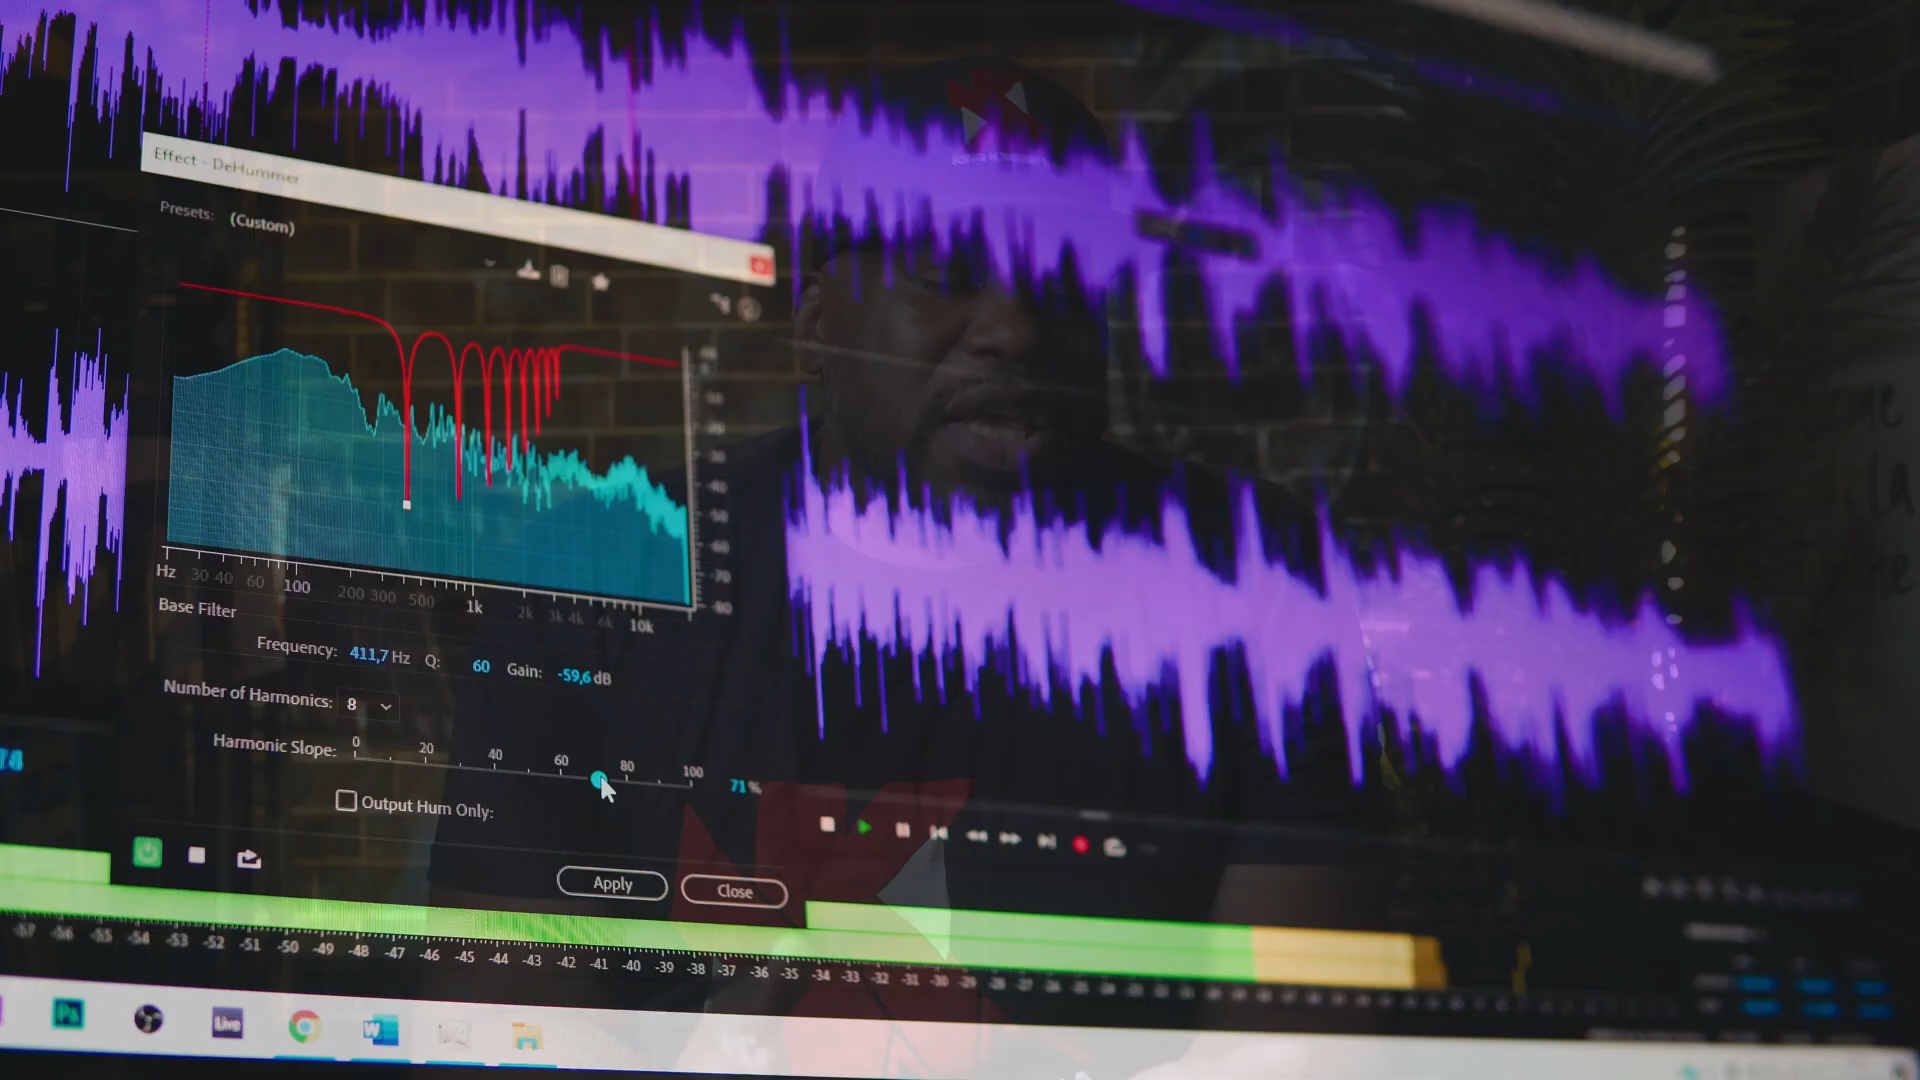 Effect - DeHummer
Presets: (Custom)
Hz 30 40 60 100 200 300 500 1k 2k 3k 4k 6k 10k
Base Filter
Frequency: 411,7 Hz Q: 60 Gain: -59,6 dB
Number of Harmonics: 8
Harmonic Slope: 0 20 40 60 80 100 71 %
Output Hum Only:
Apply Close
-57 -56 -55 -54 -53 -52 -51 -50 -49 -48 -47 -46 -45 -44 -43 -42 -41 -40 -39 -38 -37 -36 -35 -34 -33 -32 -31 -30 -29 -28 -27
Ps Live W